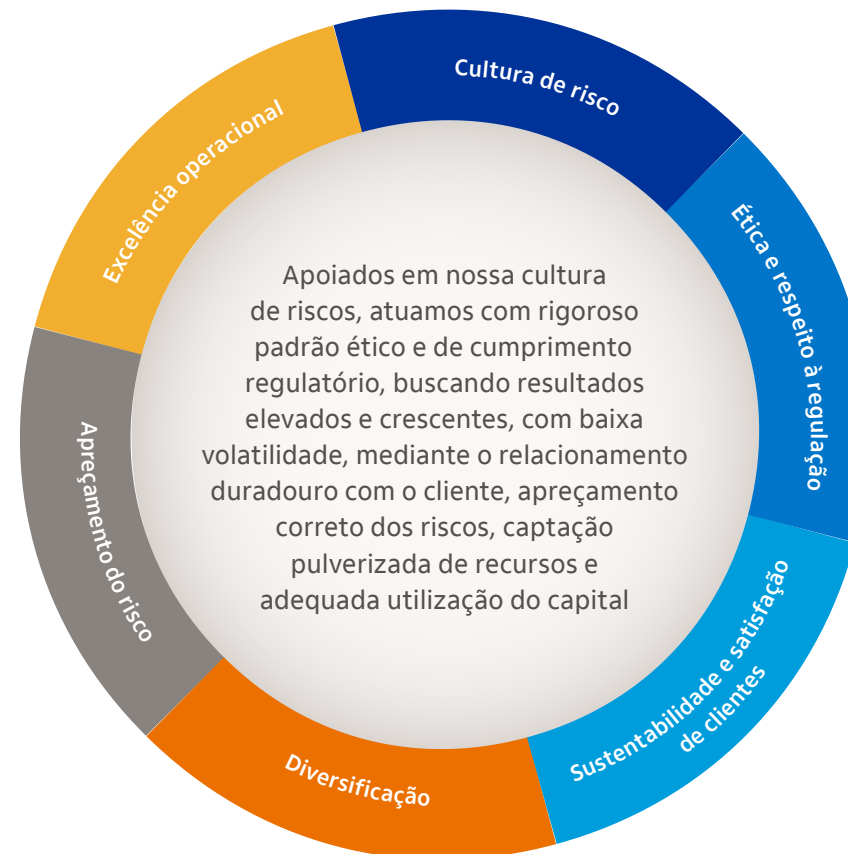 Cultura de risco
Ética e respeito à regulação
Sustentabilidade e satisfação
de clientes
Diversificação
Apreçamento do risco
Excelência operacional
Apoiados em nossa cultura
de riscos, atuamos com rigoroso
padrão ético e de cumprimento
regulatório, buscando resultados
elevados e crescentes, com baixa
volatilidade, mediante o relacionamento
duradouro com o cliente, apreçamento
correto dos riscos, captação
pulverizada de recursos e
adequada utilização do capital